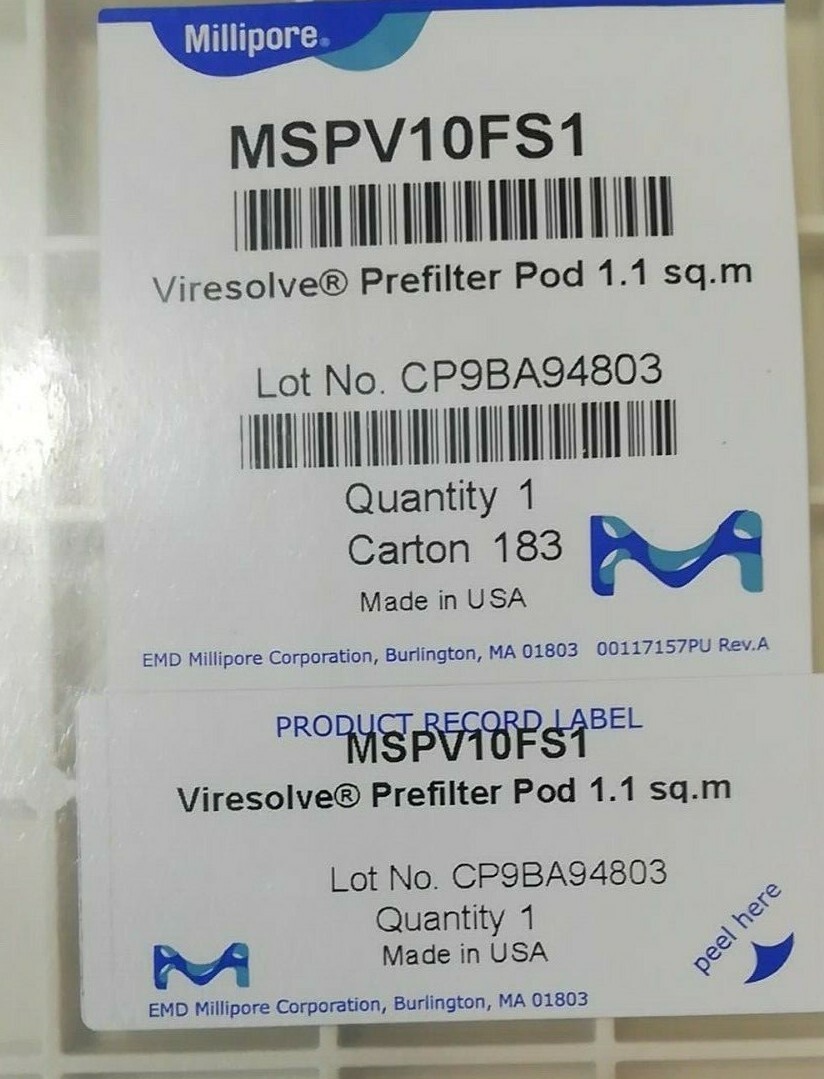 Millipore®
MSPV10FS1
Viresolve® Prefilter Pod 1.1 sq.m
Lot No. CP9BA94803
Quantity 1
Carton 183
Made in USA
EMD Millipore Corporation, Burlington, MA 01803 00117157PU Rev.A
PRODUCT RECORD LABEL
MSPV10FS1
Viresolve® Prefilter Pod 1.1 sq.m
Lot No. CP9BA94803
Quantity 1
Made in USA
peel here
EMD Millipore Corporation, Burlington, MA 01803